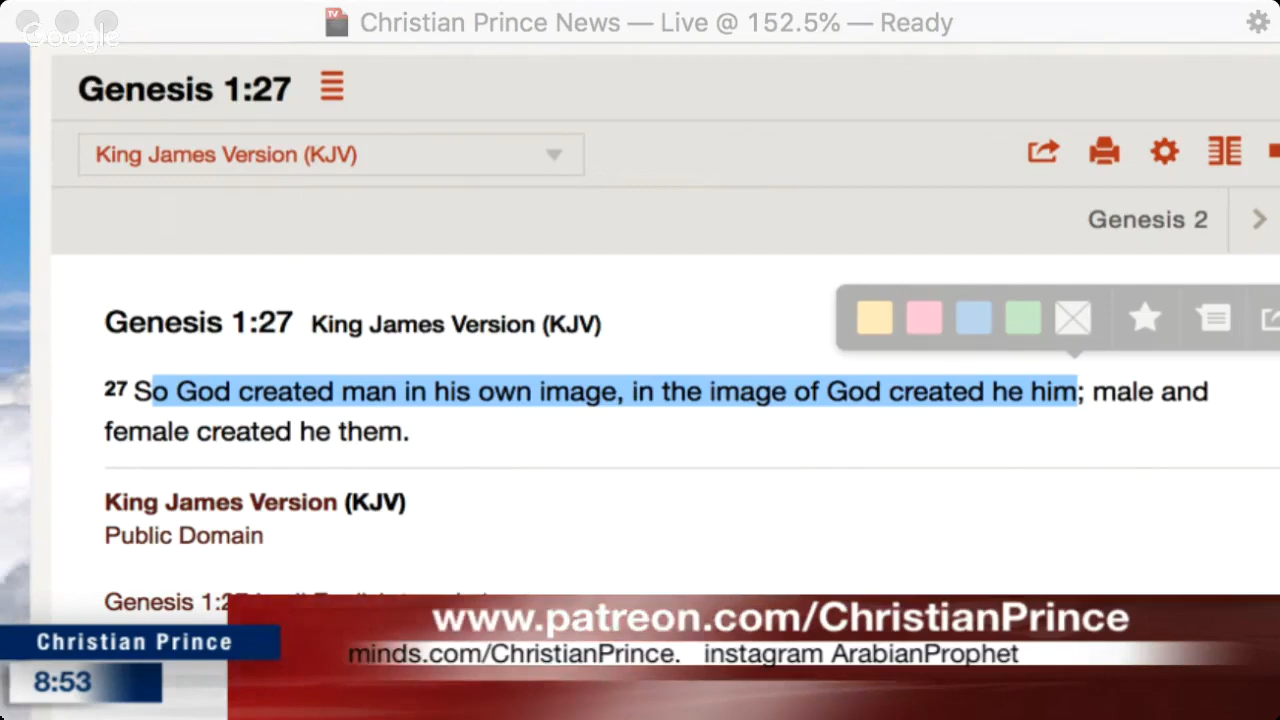 Christian Prince News — Live @ 152.5% — Ready
Google
Genesis 1:27
King James Version (KJV)
Genesis 2
Genesis 1:27 King James Version (KJV)
27 So God created man in his own image, in the image of God created he him; male and
female created he them.
King James Version (KJV)
Public Domain
Genesis 1:27
www.patreon.com/ChristianPrince
Christian Prince
minds.com/ChristianPrince. instagram ArabianProphet
8:53